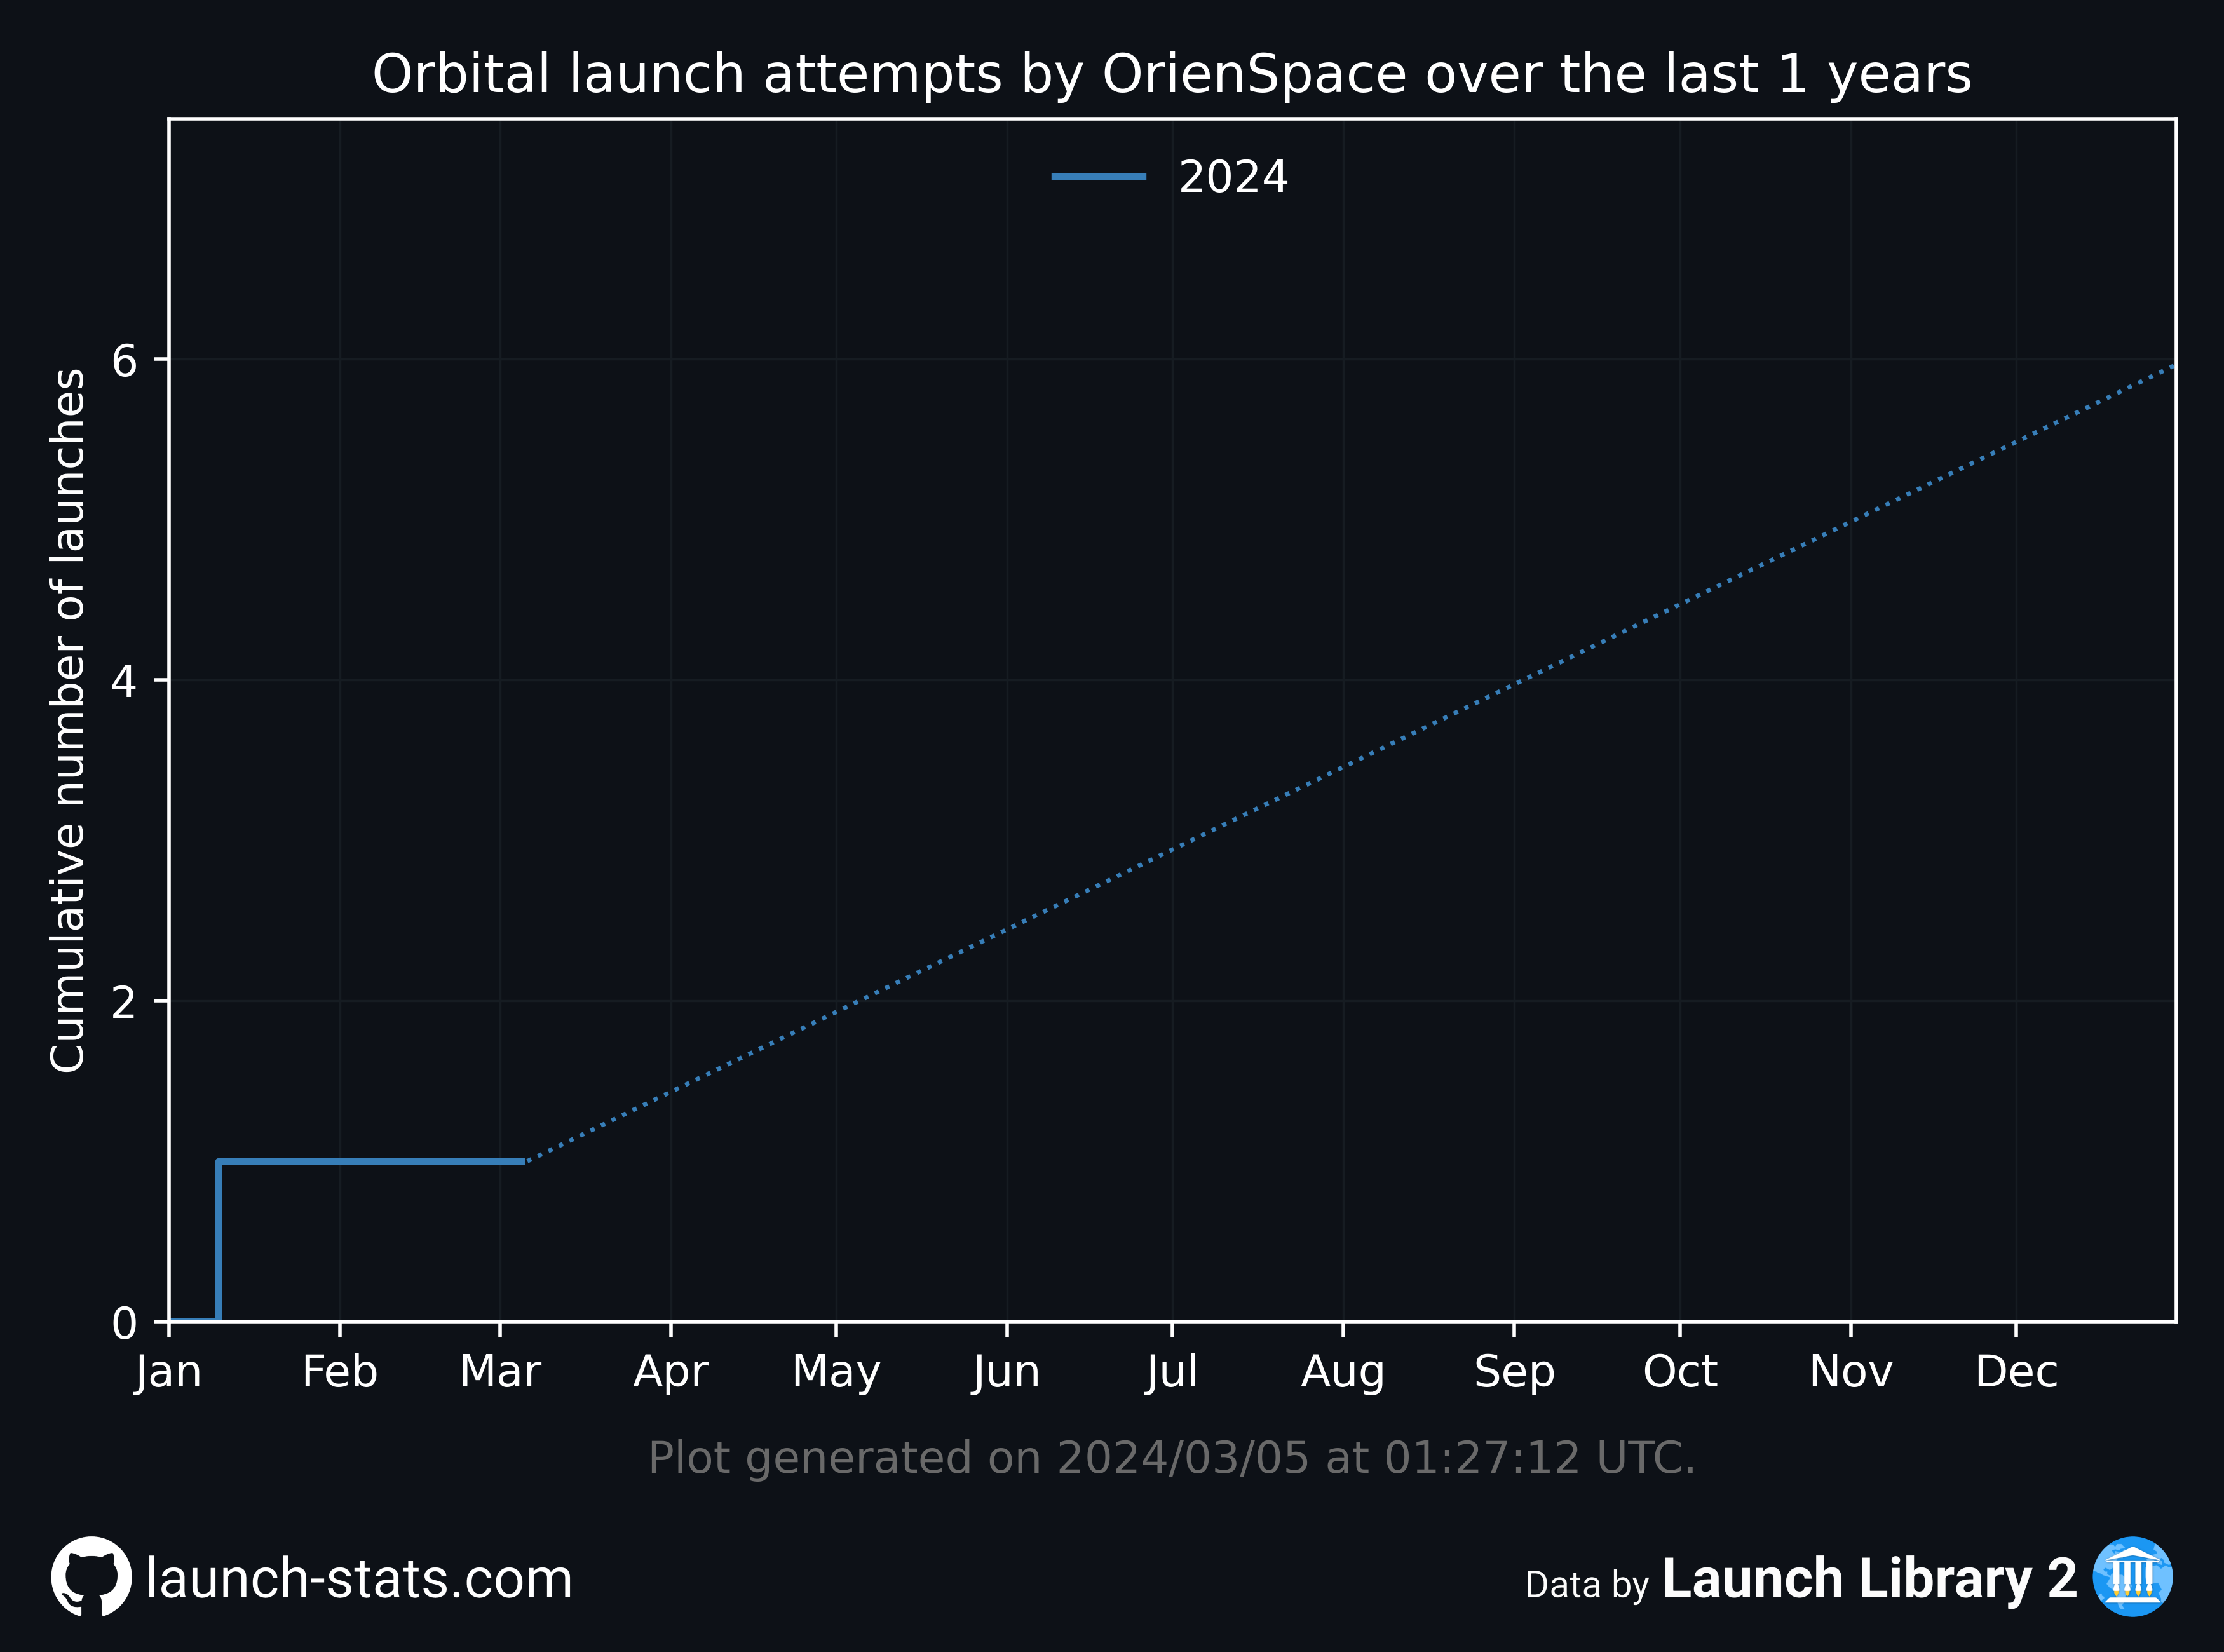 Orbital launch attempts by OrienSpace over the last 1 years
2024
Cumulative number of launches
6
4
2
0
Jan Feb Mar Apr May Jun Jul Aug Sep Oct Nov Dec
Plot generated on 2024/03/05 at 01:27:12 UTC.
launch-stats.com
Data by Launch Library 2